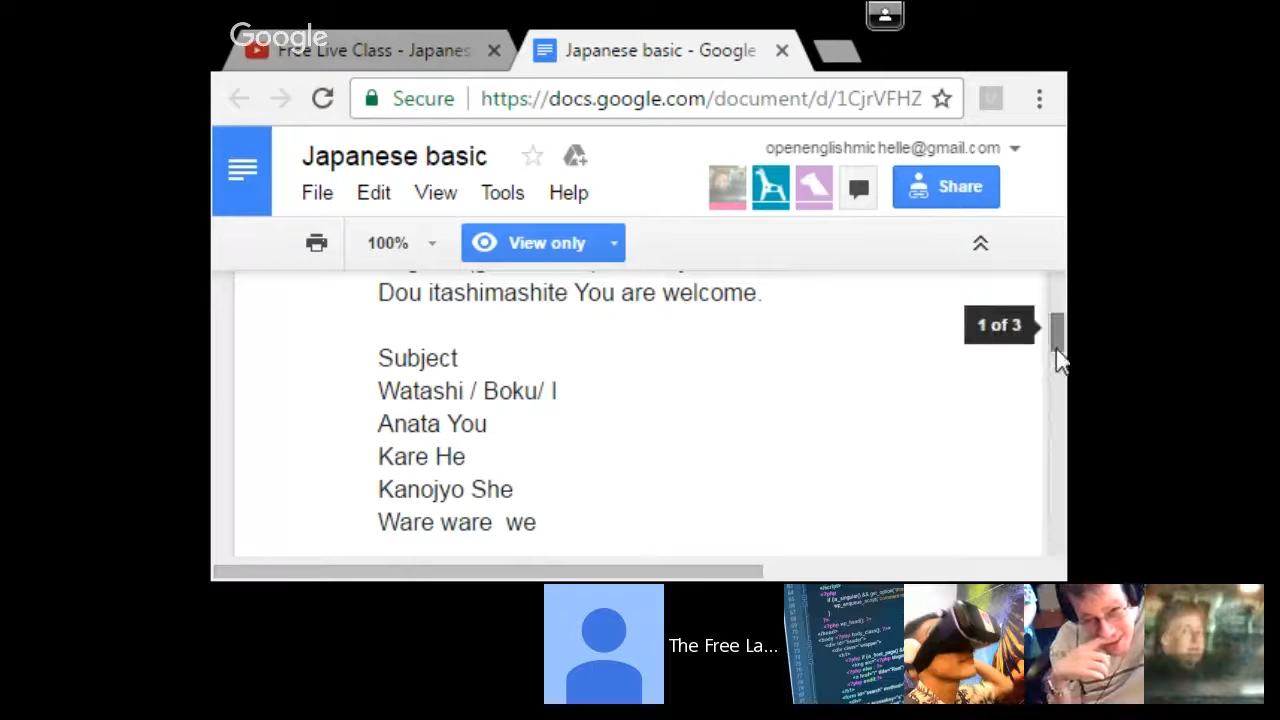 Google
Free Live Class - Japanes
Japanese basic - Google
Secure https://docs.google.com/document/d/1CjrVFHZ
Japanese basic
openenglishmichelle@gmail.com
File Edit View Tools Help
Share
100%
View only
Dou itashimashite You are welcome.
1 of 3
Subject
Watashi / Boku/ I
Anata You
Kare He
Kanojyo She
Ware ware we
The Free La...